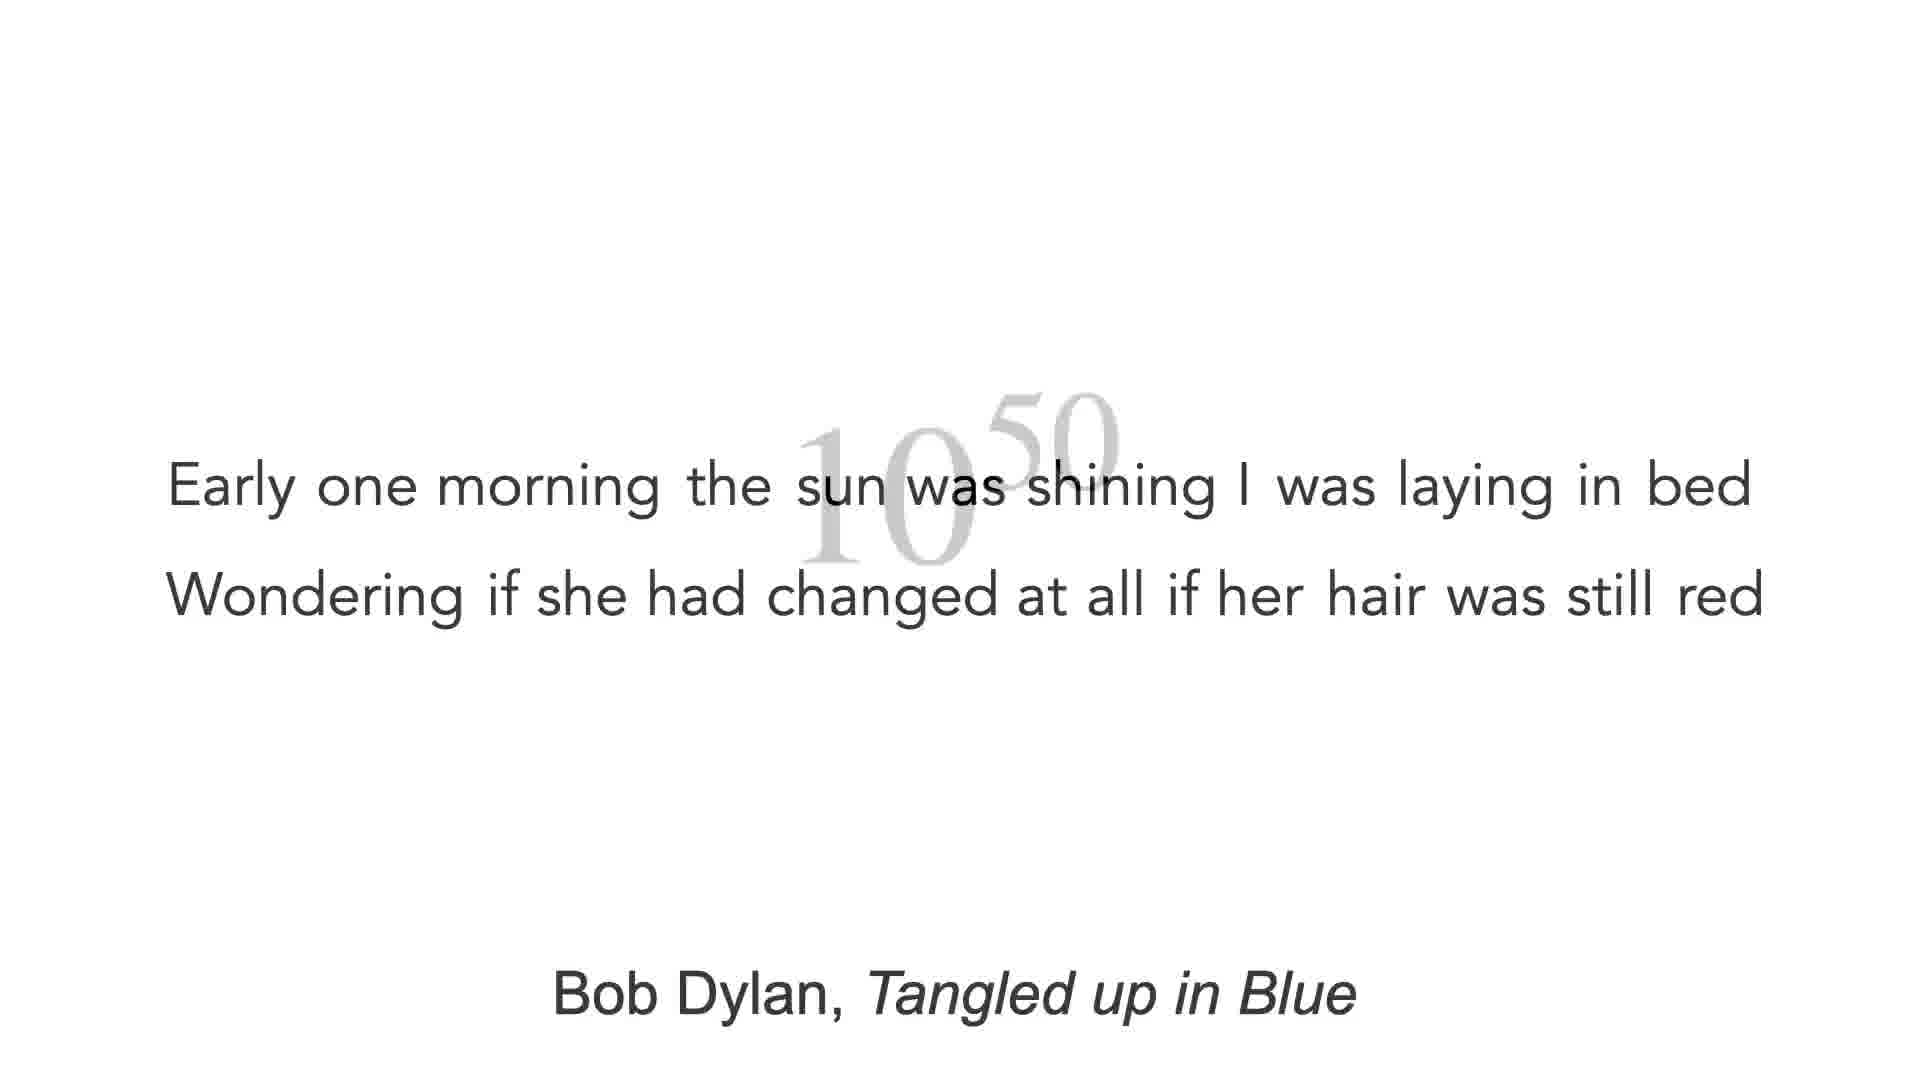 10^50
Early one morning the sun was shining I was laying in bed
Wondering if she had changed at all if her hair was still red
Bob Dylan, Tangled up in Blue